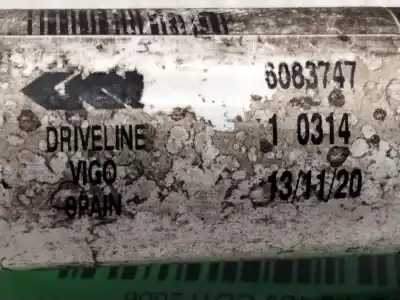 6083747
DRIVELINE
1 0314
VIGO
13/11/20
SPAIN